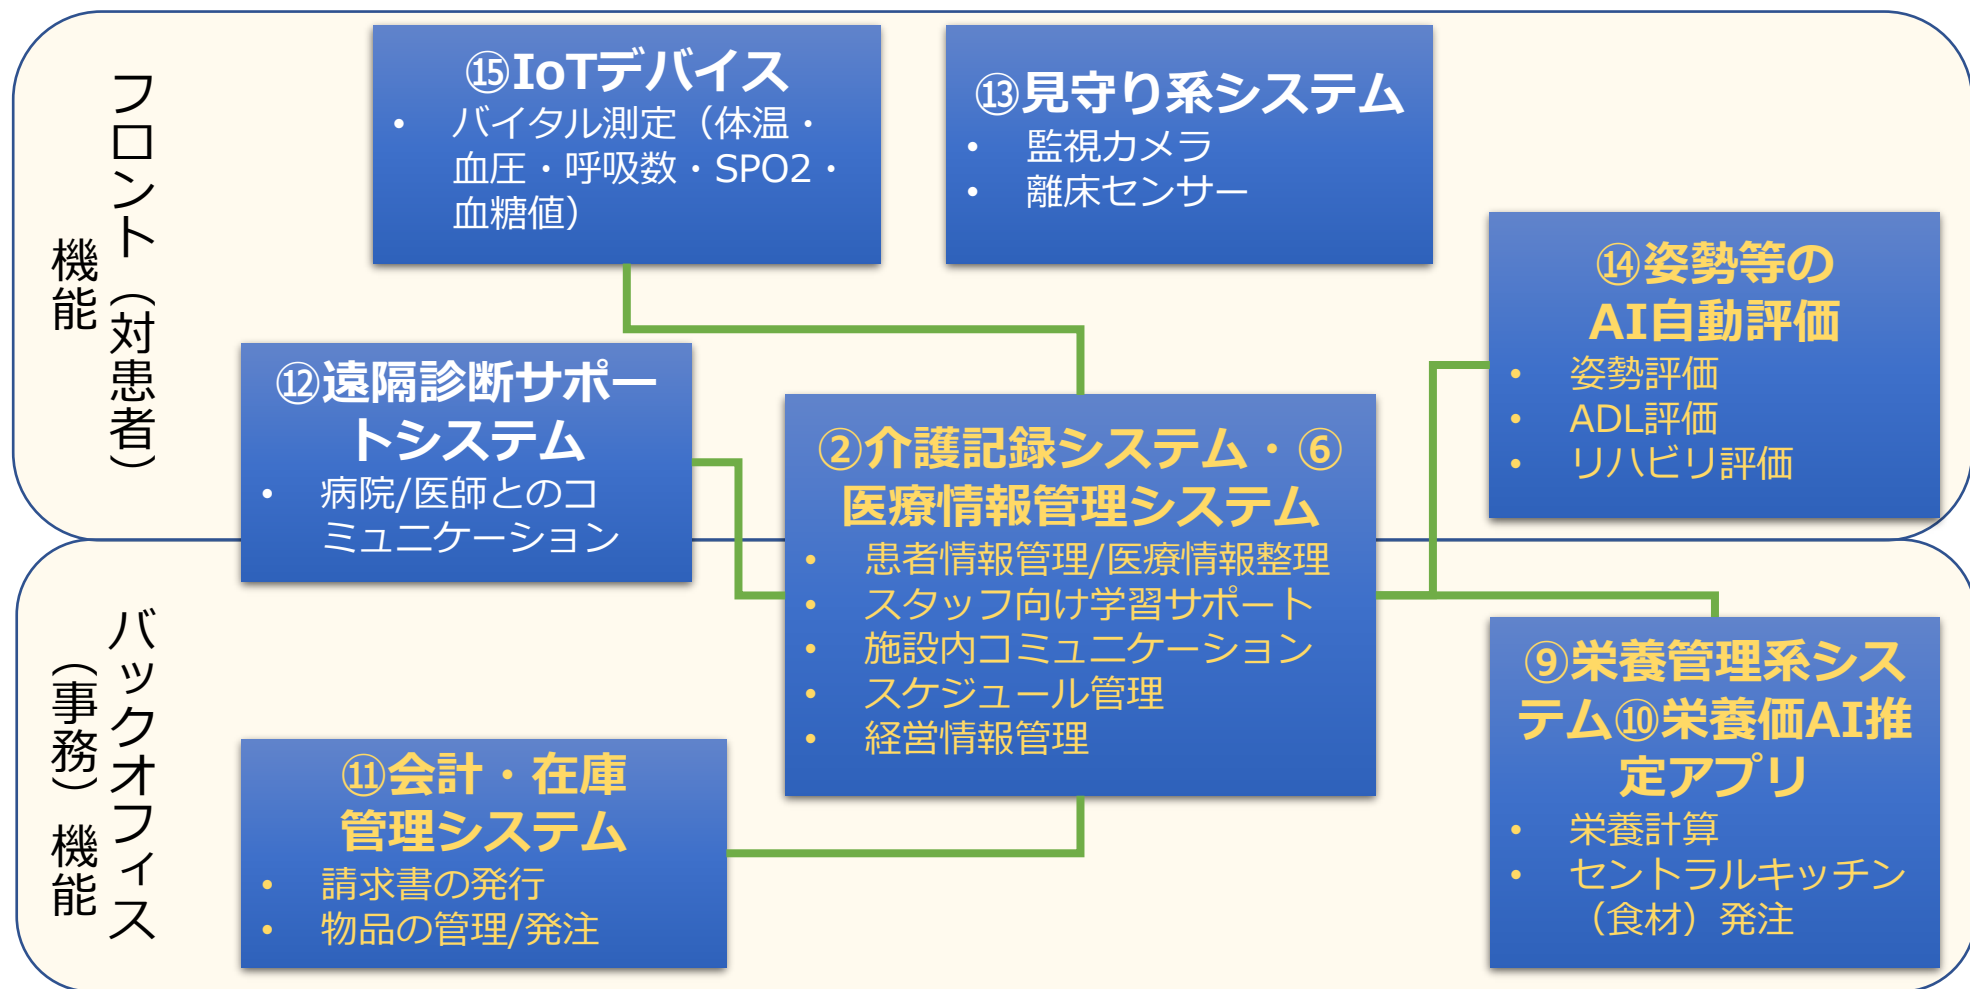 フロント（対患者）
機能
⑮IoTデバイス
• バイタル測定（体温・
血圧・呼吸数・SPO2・
血糖値）
⑬見守り系システム
• 監視カメラ
• 離床センサー
⑭姿勢等の
AI自動評価
• 姿勢評価
• ADL評価
• リハビリ評価
⑫遠隔診断サポー
トシステム
• 病院/医師とのコ
ミュニケーション
②介護記録システム・⑥
医療情報管理システム
• 患者情報管理/医療情報整理
• スタッフ向け学習サポート
• 施設内コミュニケーション
• スケジュール管理
• 経営情報管理
バックオフィス
（事務）機能
⑪会計・在庫
管理システム
• 請求書の発行
• 物品の管理/発注
⑨栄養管理系シス
テム⑩栄養価AI推
定アプリ
• 栄養計算
• セントラルキッチン
（食材）発注